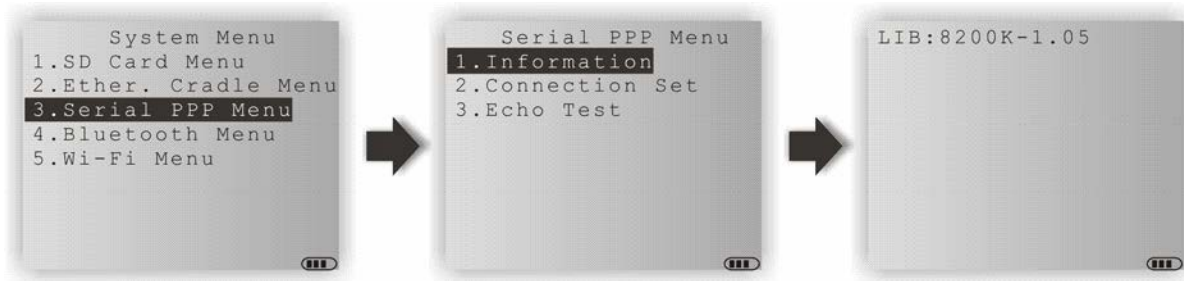 System Menu
1.SD Card Menu
2.Ether. Cradle Menu
3.Serial PPP Menu
4.Bluetooth Menu
5.Wi-Fi Menu
Serial PPP Menu
1.Information
2.Connection Set
3.Echo Test
LIB:8200K-1.05